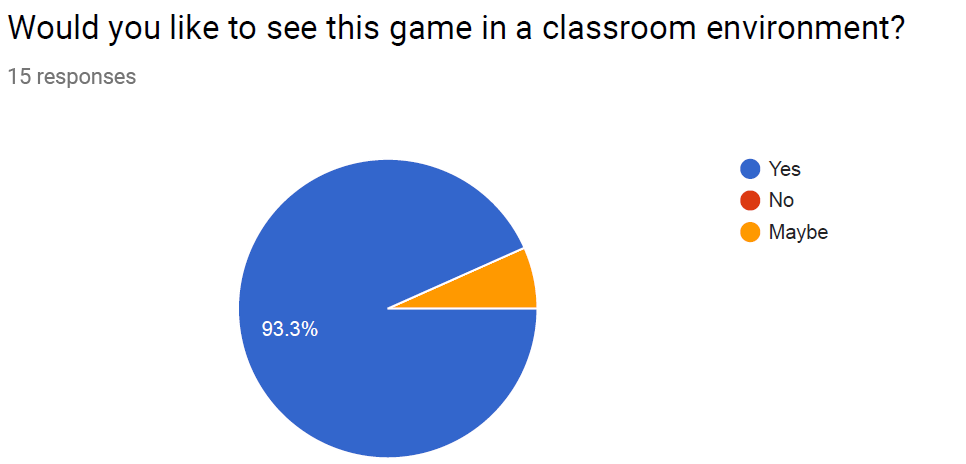 Would you like to see this game in a classroom environment?
15 responses
Yes
No
Maybe
93.3%